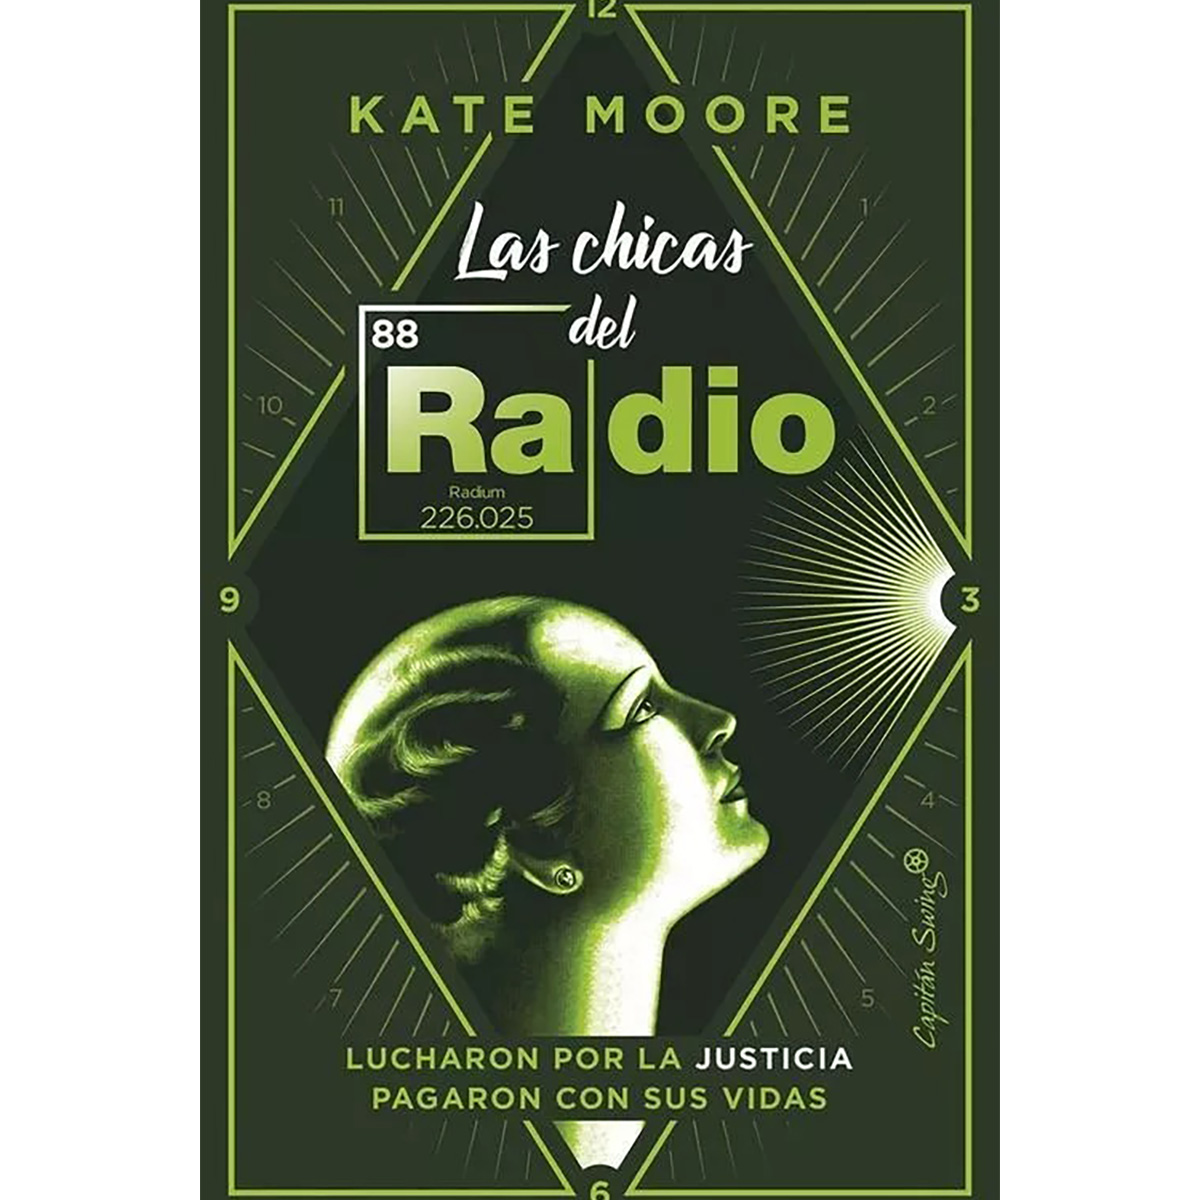 12
KATE MOORE
11
1
Las chicas
del
88
Radio
Radium
226.025
10
2
9
3
8
4
Capitán Swing
7
5
LUCHARON POR LA JUSTICIA
PAGARON CON SUS VIDAS
6